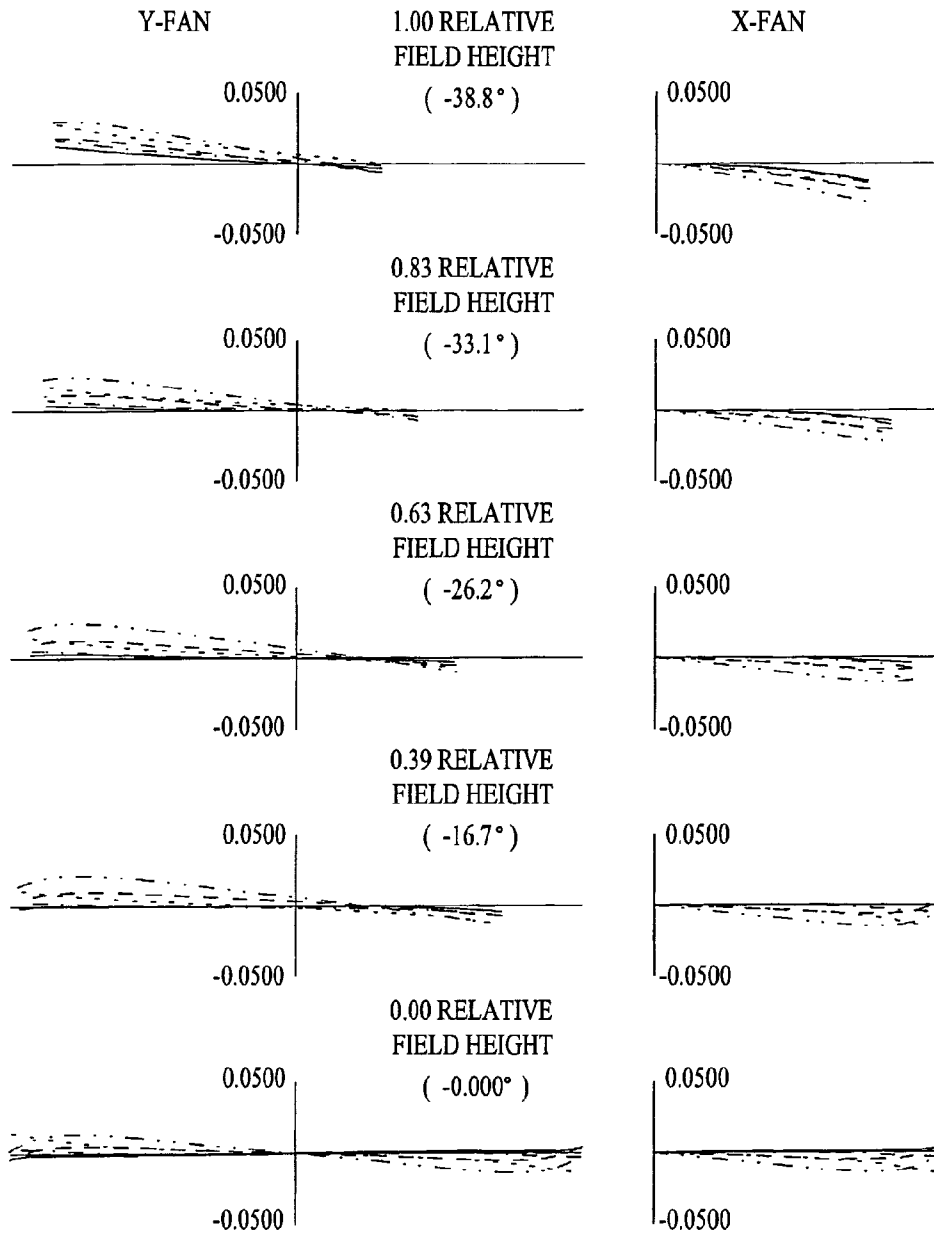 Y-FAN
1.00 RELATIVE
FIELD HEIGHT
( -38.8° )
X-FAN
0.0500
0.0500
-0.0500
-0.0500
0.83 RELATIVE
FIELD HEIGHT
( -33.1° )
0.0500
0.0500
-0.0500
-0.0500
0.63 RELATIVE
FIELD HEIGHT
( -26.2° )
0.0500
0.0500
-0.0500
-0.0500
0.39 RELATIVE
FIELD HEIGHT
( -16.7° )
0.0500
0.0500
-0.0500
-0.0500
0.00 RELATIVE
FIELD HEIGHT
( -0.000° )
0.0500
0.0500
-0.0500
-0.0500